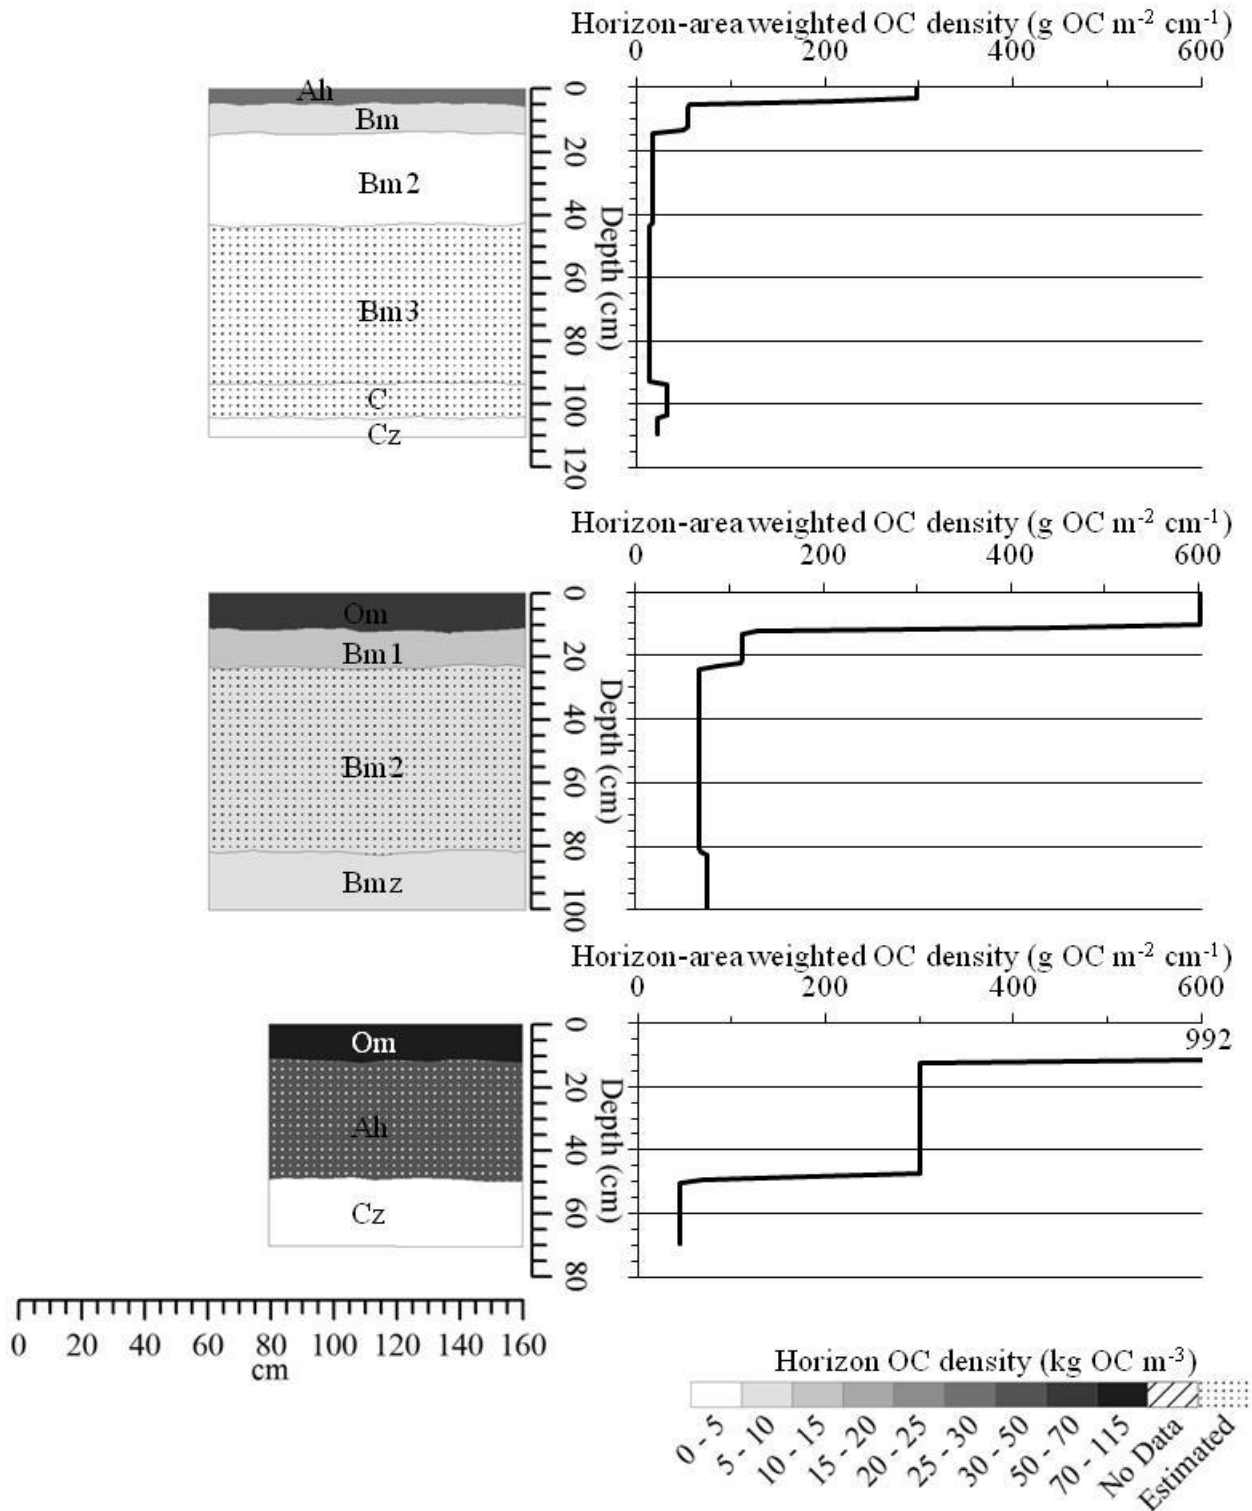 Horizon-area weighted OC density (g OC m-2 cm-1)
0 200 400 600
Ah
Bm
Bm2
Bm3
C
Cz
0
20
40
60
80
100
120
Depth (cm)
Horizon-area weighted OC density (g OC m-2 cm-1)
0 200 400 600
Om
Bm1
Bm2
Bmz
0
20
40
60
80
100
Depth (cm)
Horizon-area weighted OC density (g OC m-2 cm-1)
0 200 400 600
992
Om
Ah
Cz
0
20
40
60
80
Depth (cm)
0 20 40 60 80 100 120 140 160
cm
Horizon OC density (kg OC m-3)
0 - 5
5 - 10
10 - 15
15 - 20
20 - 25
25 - 30
30 - 50
50 - 70
70 - 115
No Data
Estimated